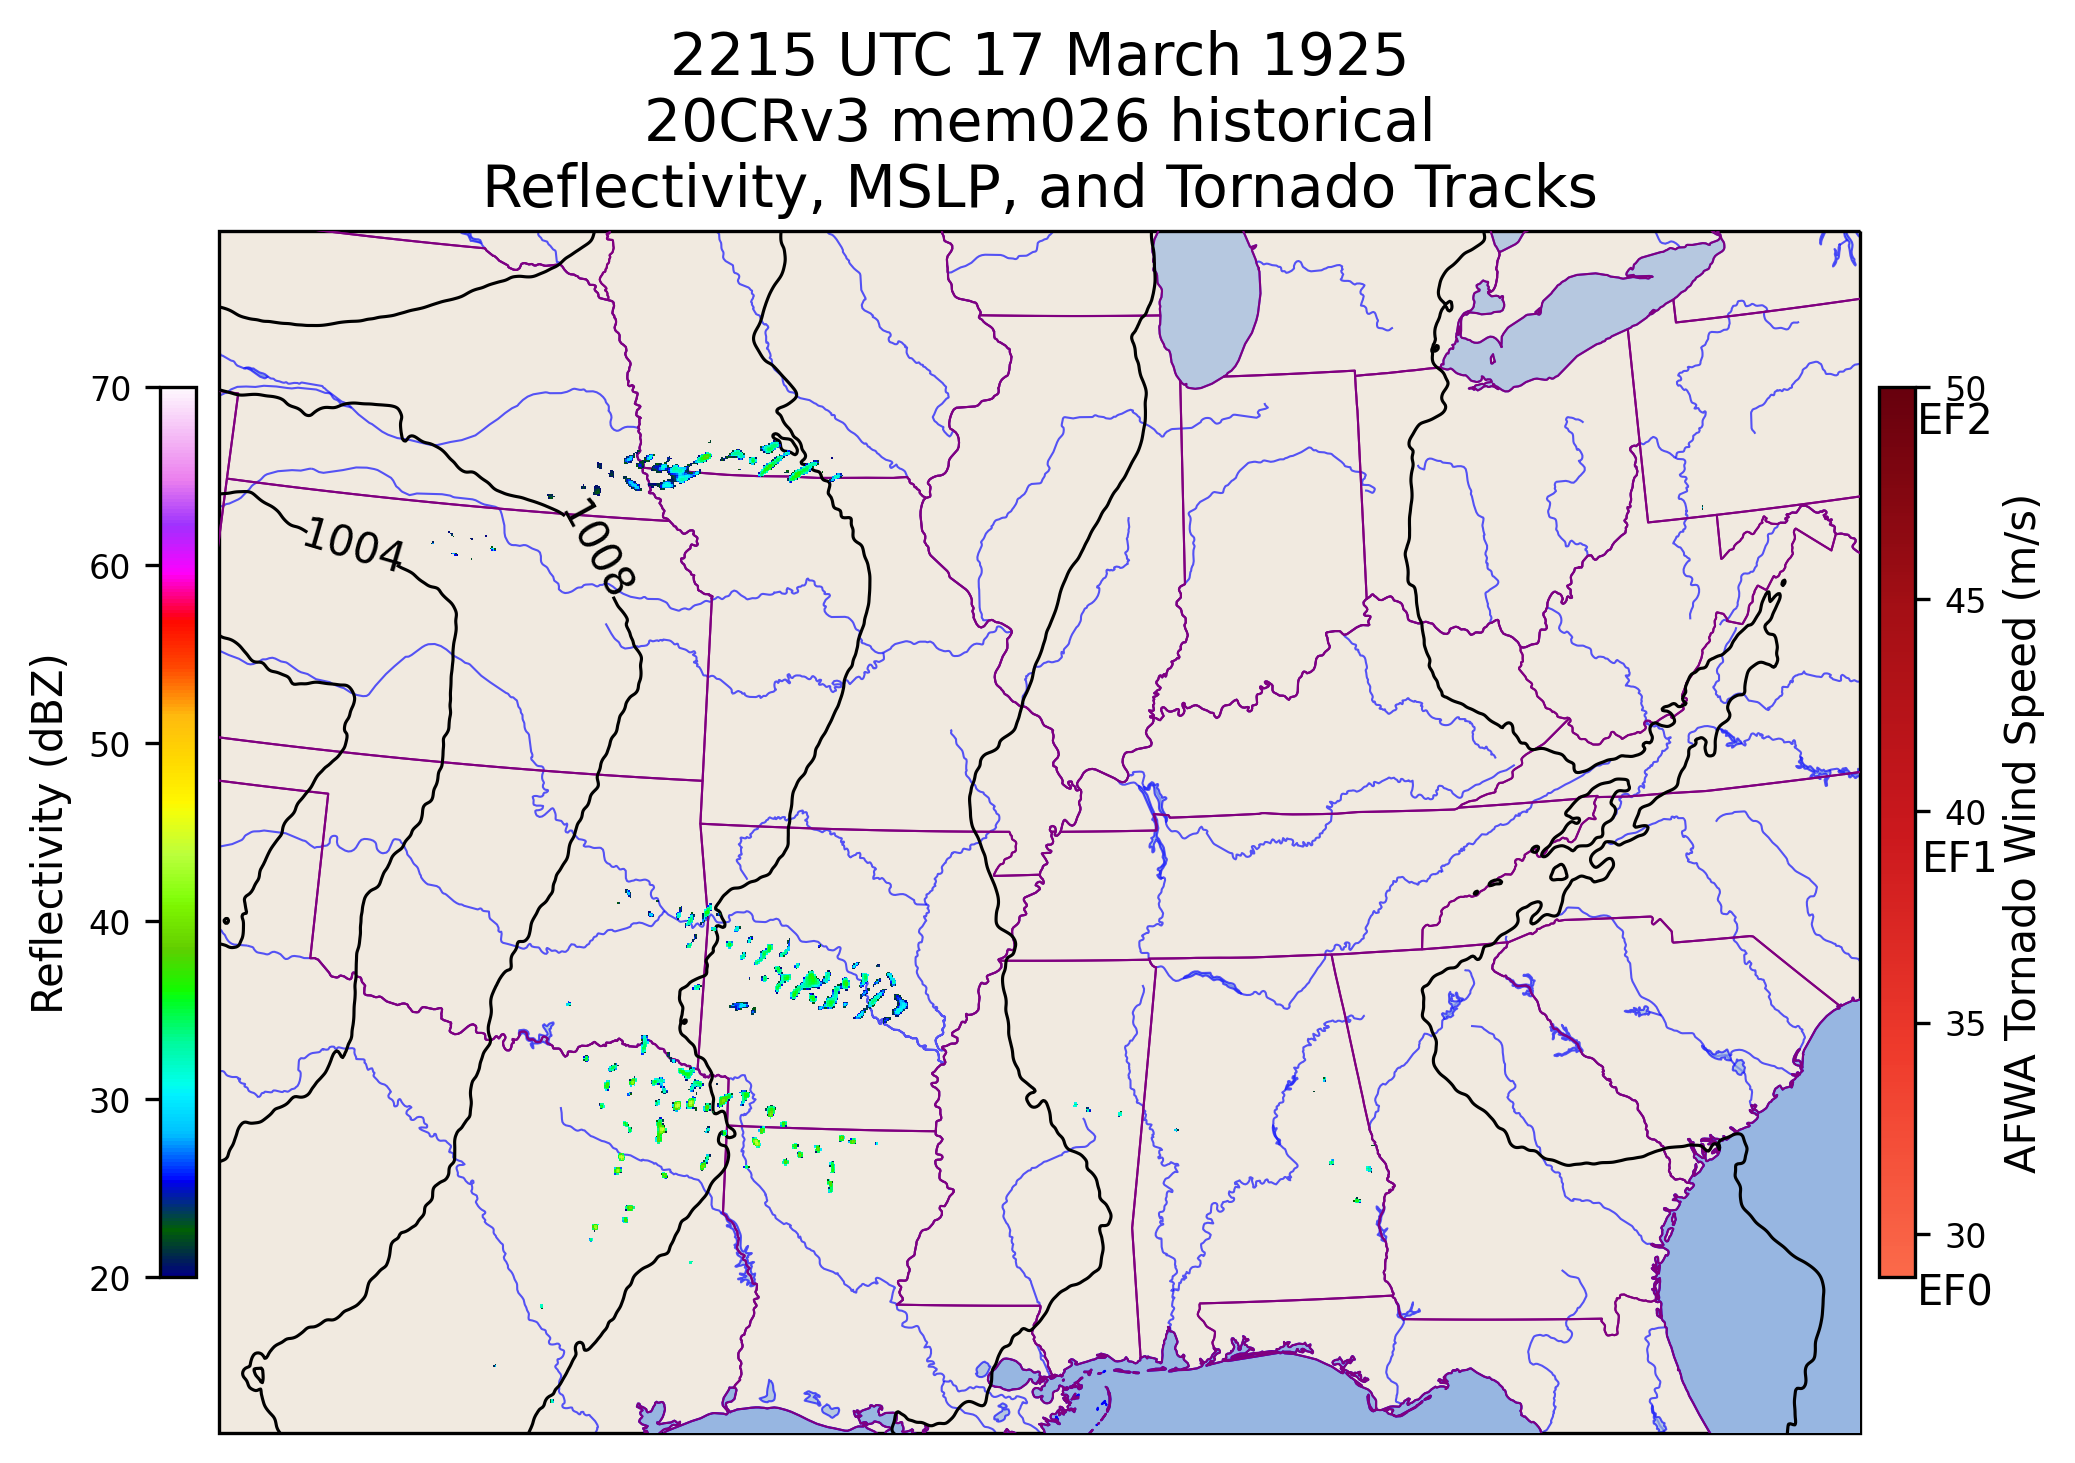 2215 UTC 17 March 1925
20CRv3 mem026 historical
Reflectivity, MSLP, and Tornado Tracks
70
60
50
40
30
20
Reflectivity (dBZ)
1004
1008
50
EF2
45
40
EF1
35
30
EF0
AFWA Tornado Wind Speed (m/s)